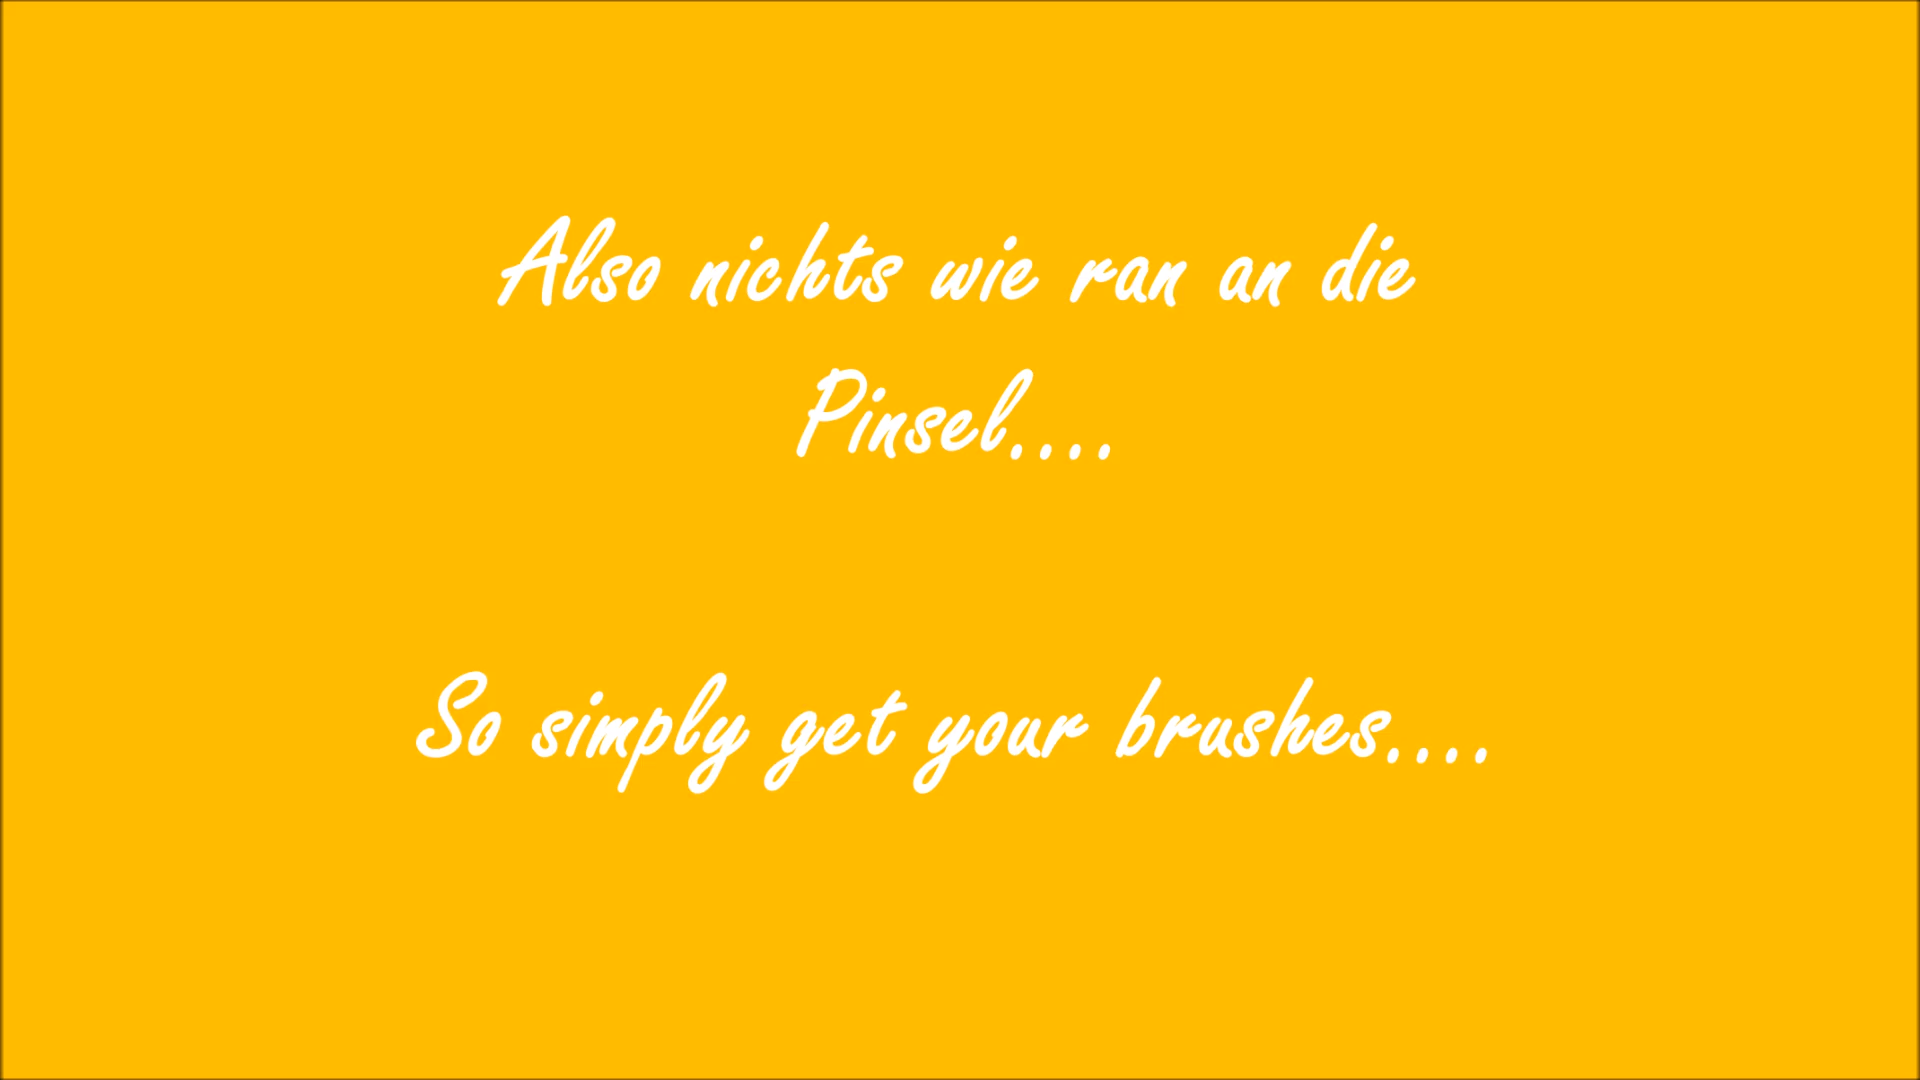 Also nichts wie ran an die
Pinsel....
So simply get your brushes....